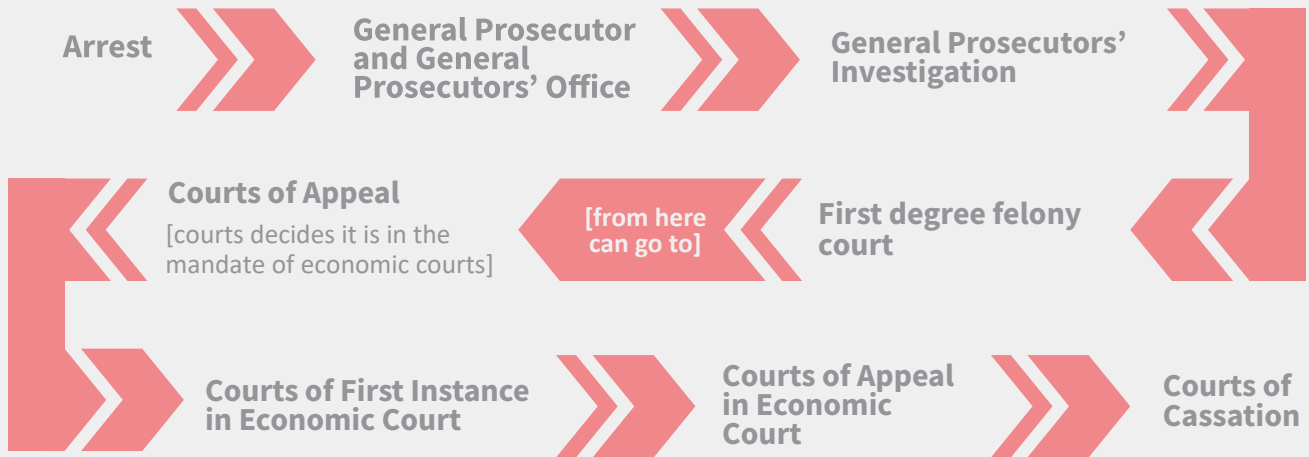 Arrest
General Prosecutor
and General
Prosecutors’ Office
General Prosecutors’
Investigation
First degree felony
court
[from here
can go to]
Courts of Appeal
[courts decides it is in the
mandate of economic courts]
Courts of First Instance
in Economic Court
Courts of Appeal
in Economic
Court
Courts of
Cassation